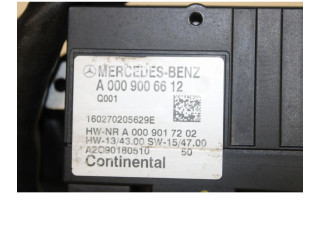 MERCEDES-BENZ
A 000 900 66 12
Q001
160270205629E
HW-NR A 000 901 72 02
HW-13/43.00 SW-15/47.00
A2C90180510 50
Continental